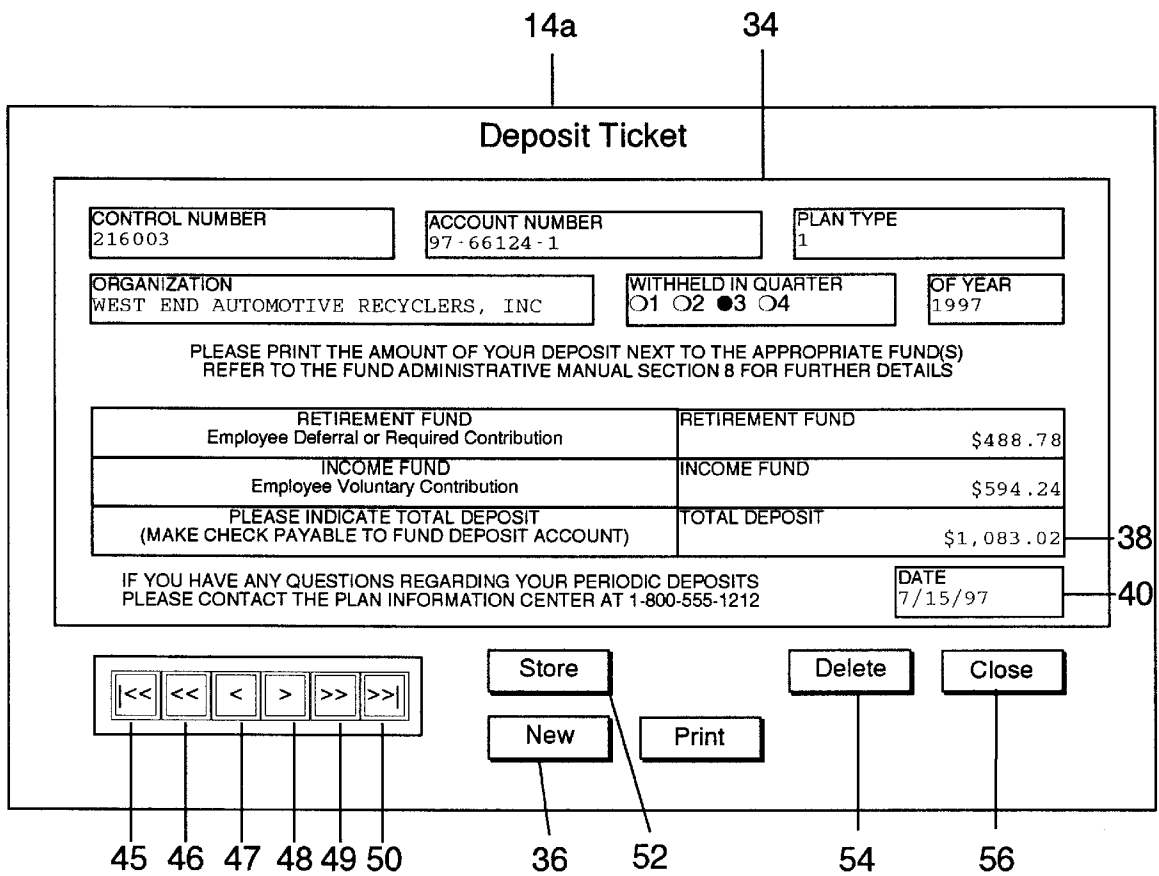 14a 34
Deposit Ticket
CONTROL NUMBER
216003
ACCOUNT NUMBER
97-66124-1
PLAN TYPE
1
ORGANIZATION
WEST END AUTOMOTIVE RECYCLERS, INC
WITHHELD IN QUARTER
○1 ○2 ●3 ○4
OF YEAR
1997
PLEASE PRINT THE AMOUNT OF YOUR DEPOSIT NEXT TO THE APPROPRIATE FUND(S)
REFER TO THE FUND ADMINISTRATIVE MANUAL SECTION 8 FOR FURTHER DETAILS
RETIREMENT FUND
Employee Deferral or Required Contribution
RETIREMENT FUND
$488.78
INCOME FUND
Employee Voluntary Contribution
INCOME FUND
$594.24
PLEASE INDICATE TOTAL DEPOSIT
(MAKE CHECK PAYABLE TO FUND DEPOSIT ACCOUNT)
TOTAL DEPOSIT
$1,083.02
38
IF YOU HAVE ANY QUESTIONS REGARDING YOUR PERIODIC DEPOSITS
PLEASE CONTACT THE PLAN INFORMATION CENTER AT 1-800-555-1212
DATE
7/15/97
40
|<< << < > >> >>|
Store
Delete
Close
New
Print
45 46 47 48 49 50 36 52 54 56